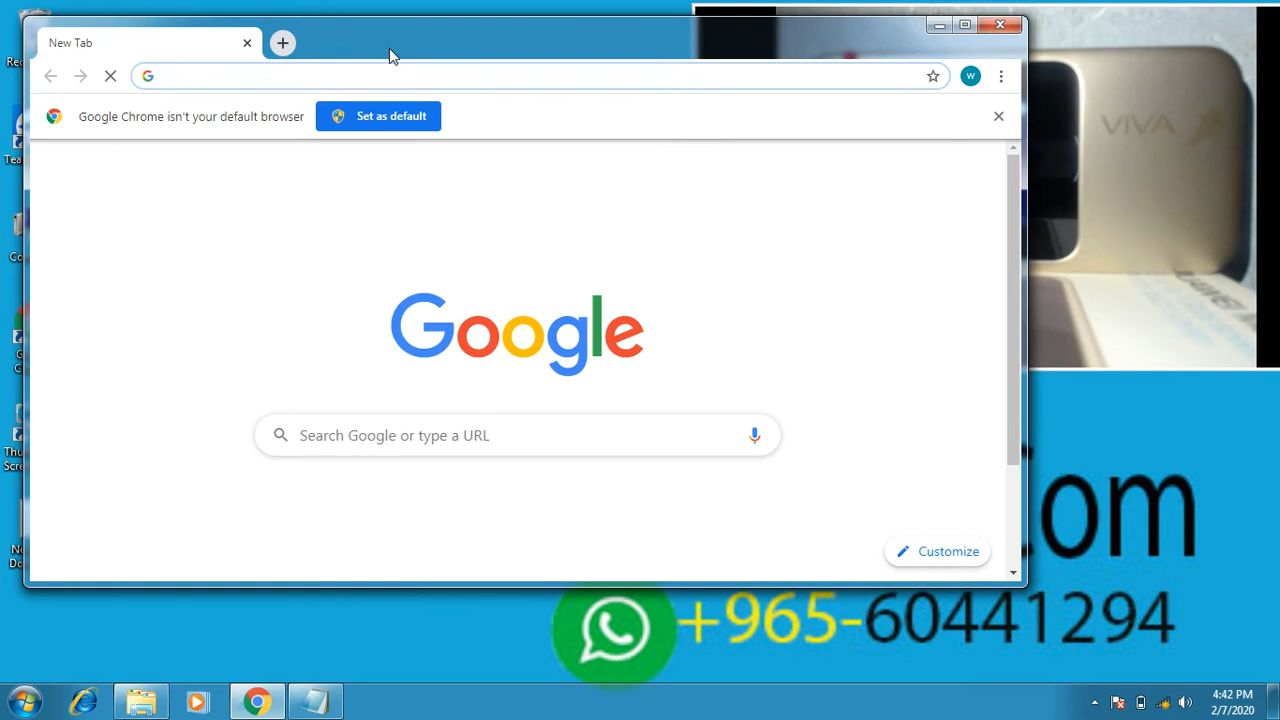 New Tab
Google Chrome isn't your default browser
Set as default
W
VIVA
Google
Search Google or type a URL
Customize
om
+965-60441294
4:42 PM
2/7/2020